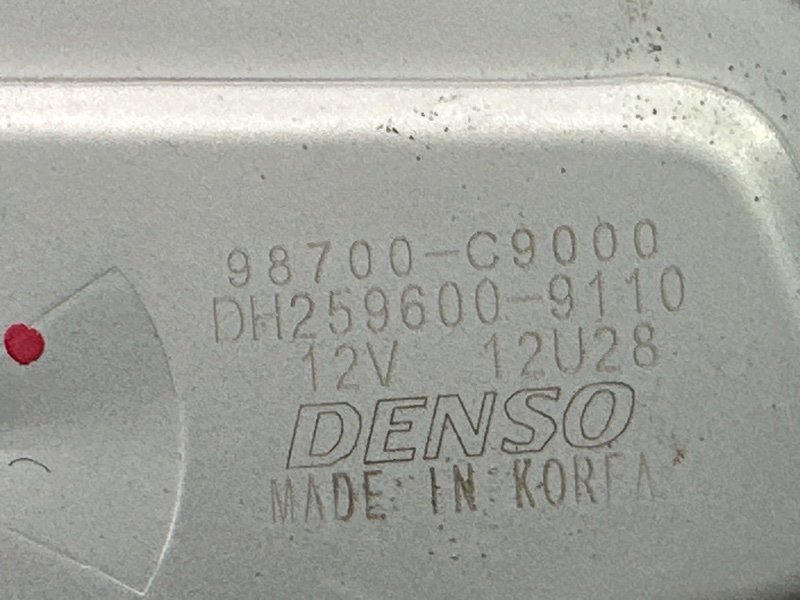 98700-C9000
DH259600-9110
12V 12U28
DENSO
MADE IN KOREA